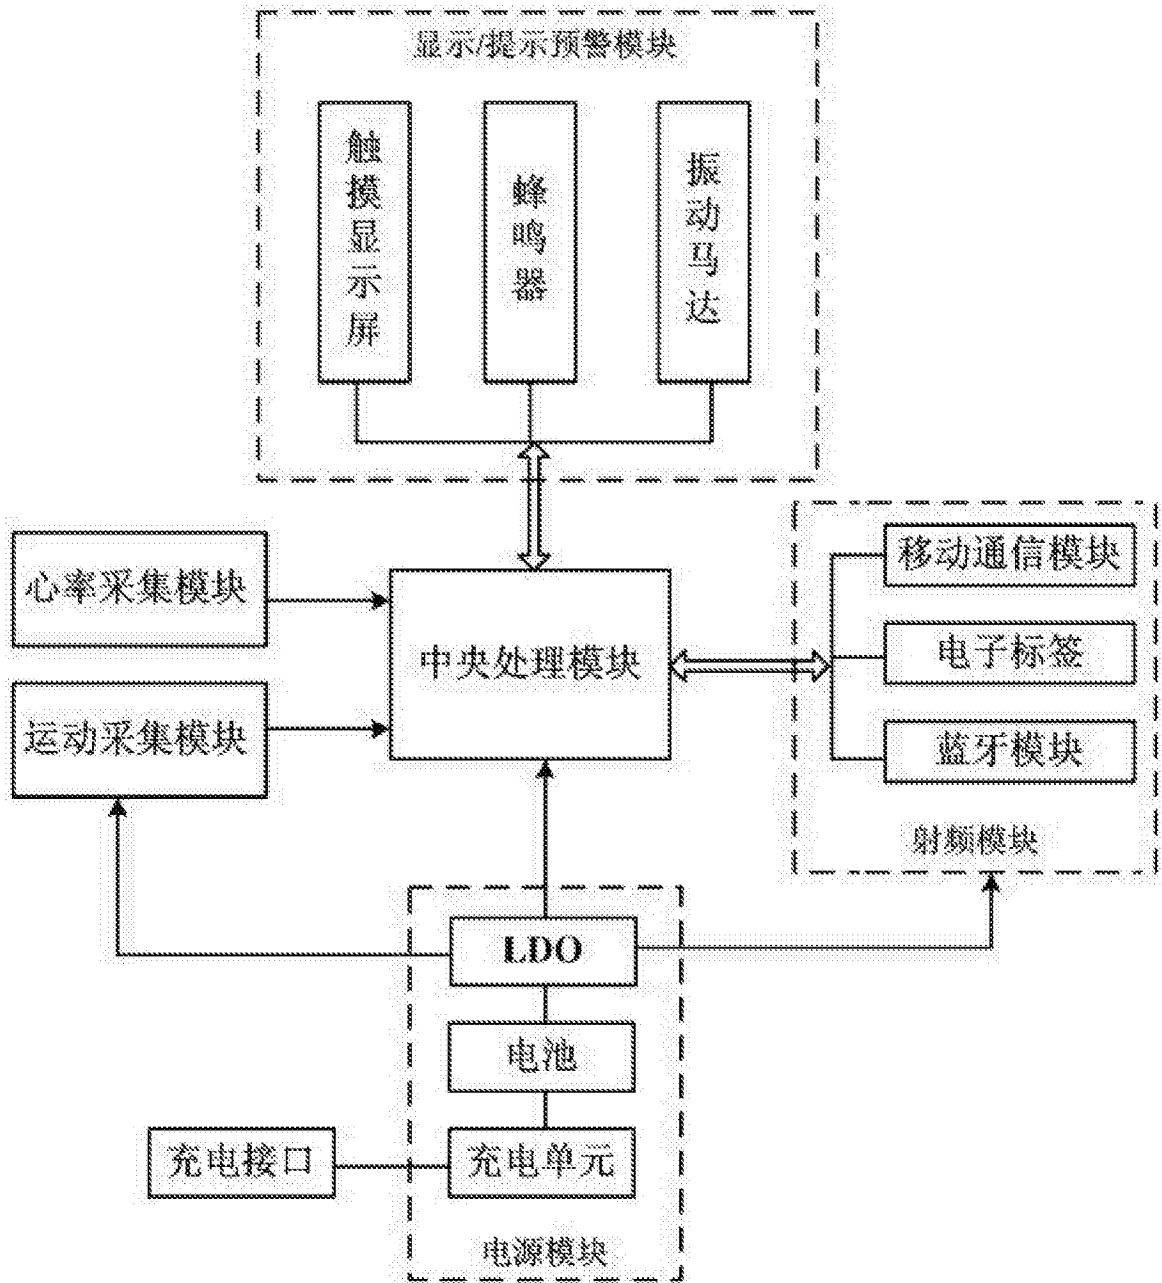 显示/提示预警模块
触摸显示屏
蜂鸣器
振动马达
心率采集模块
运动采集模块
中央处理模块
移动通信模块
电子标签
蓝牙模块
射频模块
LDO
电池
充电接口
充电单元
电源模块